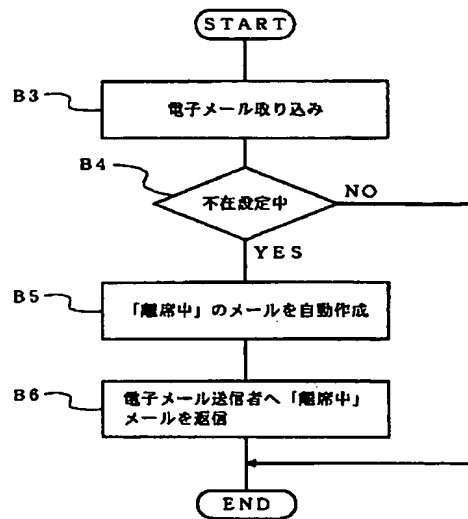 START
B3
電子メール取り込み
B4
不在設定中
NO
YES
B5
「離席中」のメールを自動作成
B6
電子メール送信者へ「離席中」
メールを返信
END